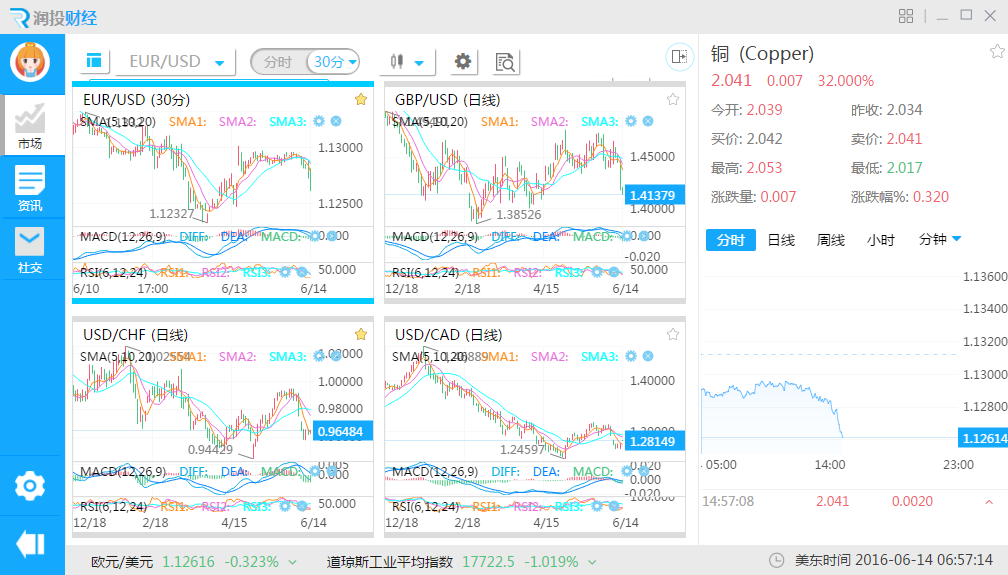 润投财经
EUR/USD
分时
30分
市场
资讯
社交
EUR/USD (30分)
SMA(5,10,20) SMA1: SMA2: SMA3:
1.13000
1.12500
1.12327
MACD(12,26,9) DIFF: DEA: MACD:
RSI(6,12,24) RSI1: RSI2: RSI3:
50.000
6/10 17:00 6/13 6/14
GBP/USD (日线)
SMA(5,10,20) SMA1: SMA2: SMA3:
1.45000
1.41379
1.40000
1.38526
MACD(12,26,9) DIFF: DEA: MACD:
0.000
-0.020
RSI(6,12,24) RSI1: RSI2: RSI3:
50.000
12/18 2/18 4/15 6/14
USD/CHF (日线)
SMA(5,10,20) SMA1: SMA2: SMA3:
1.02000
1.00000
0.98000
0.96484
0.94429
MACD(12,26,9) DIFF: DEA: MACD:
0.005
RSI(6,12,24) RSI1: RSI2: RSI3:
50.000
12/18 2/18 4/15 6/14
USD/CAD (日线)
SMA(5,10,20) SMA1: SMA2: SMA3:
1.40000
1.28149
1.24597
MACD(12,26,9) DIFF: DEA: MACD:
0.020
0.000
-0.020
RSI(6,12,24) RSI1: RSI2: RSI3:
12/18 2/18 4/15 6/14
铜 (Copper)
2.041 0.007 32.000%
今开: 2.039 昨收: 2.034
买价: 2.042 卖价: 2.041
最高: 2.053 最低: 2.017
涨跌量: 0.007 涨跌幅%: 0.320
分时 日线 周线 小时 分钟
1.13600
1.13400
1.13200
1.13000
1.12800
1.12614
05:00 14:00 23:00
14:57:08 2.041 0.0020
欧元/美元 1.12616 -0.323% 道琼斯工业平均指数 17722.5 -1.019% 美东时间 2016-06-14 06:57:14